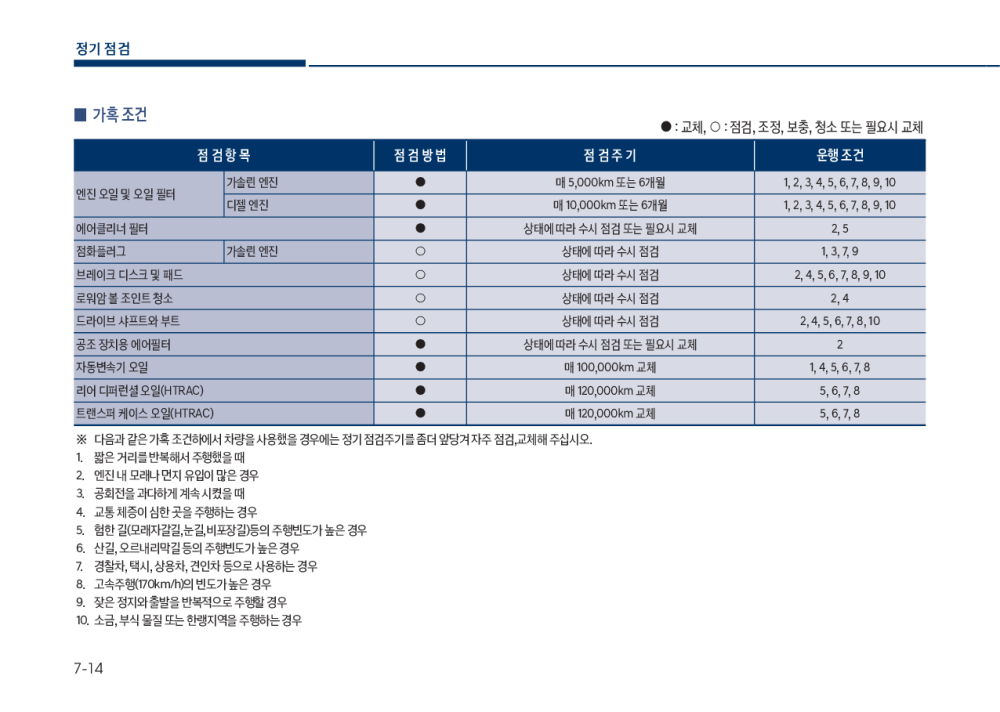 정기 점검
■ 가혹 조건
● : 교체, ○ : 점검, 조정, 보충, 청소 또는 필요시 교체
점 검 항 목 점 검 방 법 점 검 주 기 운행 조건
엔진 오일 및 오일 필터 가솔린 엔진 ● 매 5,000km 또는 6개월 1, 2, 3, 4, 5, 6, 7, 8, 9, 10
디젤 엔진 ● 매 10,000km 또는 6개월 1, 2, 3, 4, 5, 6, 7, 8, 9, 10
에어클리너 필터 ● 상태에 따라 수시 점검 또는 필요시 교체 2, 5
점화플러그 가솔린 엔진 ○ 상태에 따라 수시 점검 1, 3, 7, 9
브레이크 디스크 및 패드 ○ 상태에 따라 수시 점검 2, 4, 5, 6, 7, 8, 9, 10
로워암 볼 조인트 청소 ○ 상태에 따라 수시 점검 2, 4
드라이브 샤프트와 부트 ○ 상태에 따라 수시 점검 2, 4, 5, 6, 7, 8, 10
공조 장치용 에어필터 ● 상태에 따라 수시 점검 또는 필요시 교체 2
자동변속기 오일 ● 매 100,000km 교체 1, 4, 5, 6, 7, 8
리어 디퍼런셜 오일(HTRAC) ● 매 120,000km 교체 5, 6, 7, 8
트랜스퍼 케이스 오일(HTRAC) ● 매 120,000km 교체 5, 6, 7, 8
※ 다음과 같은 가혹 조건하에서 차량을 사용했을 경우에는 정기 점검주기를 좀더 앞당겨 자주 점검,교체해 주십시오.
1. 짧은 거리를 반복해서 주행했을 때
2. 엔진 내 모래나 먼지 유입이 많은 경우
3. 공회전을 과다하게 계속 시켰을 때
4. 교통 체증이 심한 곳을 주행하는 경우
5. 험한 길(모래자갈길,눈길,비포장길)등의 주행빈도가 높은 경우
6. 산길, 오르내리막길 등의 주행빈도가 높은 경우
7. 경찰차, 택시, 상용차, 견인차 등으로 사용하는 경우
8. 고속주행(170km/h)의 빈도가 높은 경우
9. 잦은 정지와 출발을 반복적으로 주행할 경우
10. 소금, 부식 물질 또는 한랭지역을 주행하는 경우
7-14